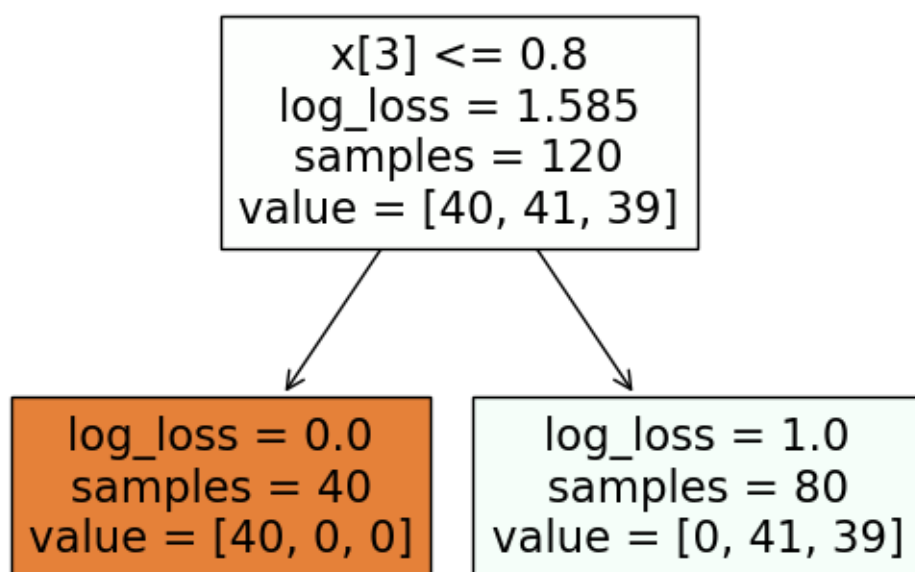 x[3] <= 0.8
log_loss = 1.585
samples = 120
value = [40, 41, 39]
log_loss = 0.0
samples = 40
value = [40, 0, 0]
log_loss = 1.0
samples = 80
value = [0, 41, 39]